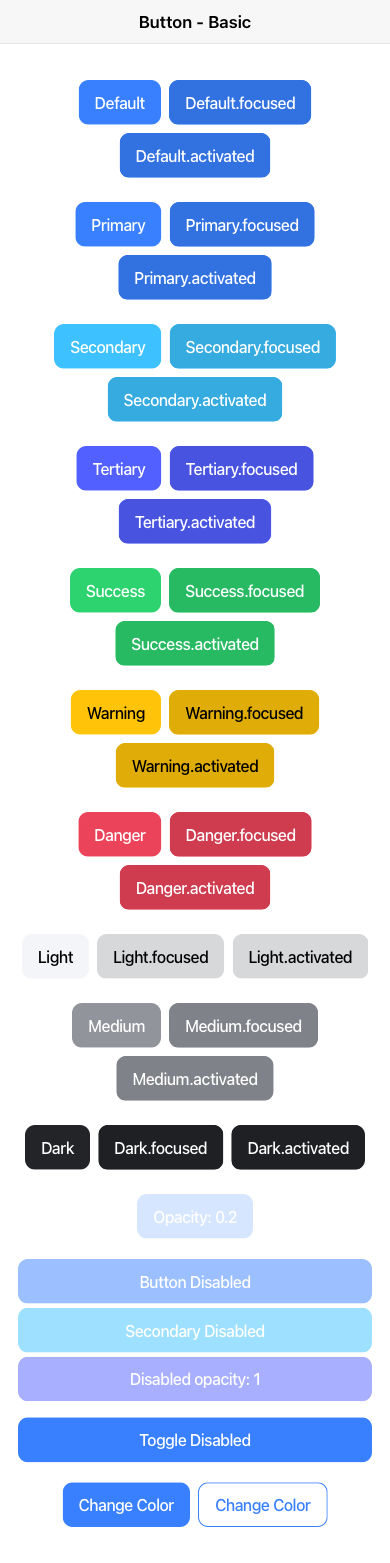 Button - Basic
Default Default.focused
Default.activated
Primary Primary.focused
Primary.activated
Secondary Secondary.focused
Secondary.activated
Tertiary Tertiary.focused
Tertiary.activated
Success Success.focused
Success.activated
Warning Warning.focused
Warning.activated
Danger Danger.focused
Danger.activated
Light Light.focused Light.activated
Medium Medium.focused
Medium.activated
Dark Dark.focused Dark.activated
Opacity: 0.2
Button Disabled
Secondary Disabled
Disabled opacity: 1
Toggle Disabled
Change Color Change Color